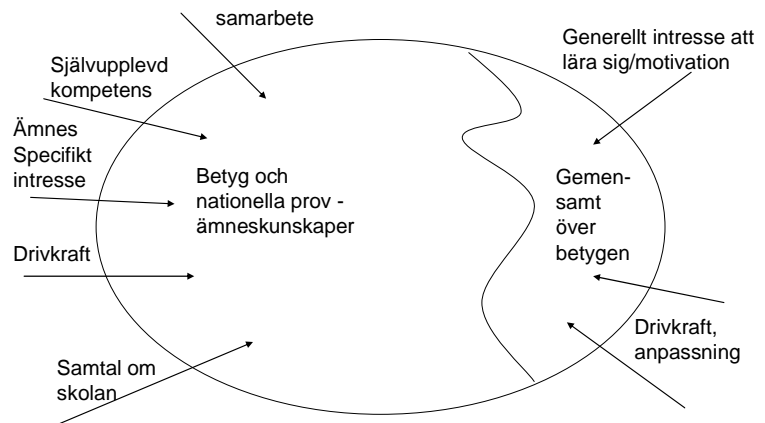 samarbete
Självupplevd
kompetens
Ämnes
Specifikt
intresse
Betyg och
nationella prov -
ämneskunskaper
Drivkraft
Samtal om
skolan
Generellt intresse att
lära sig/motivation
Gemen-
samt
över
betygen
Drivkraft,
anpassning